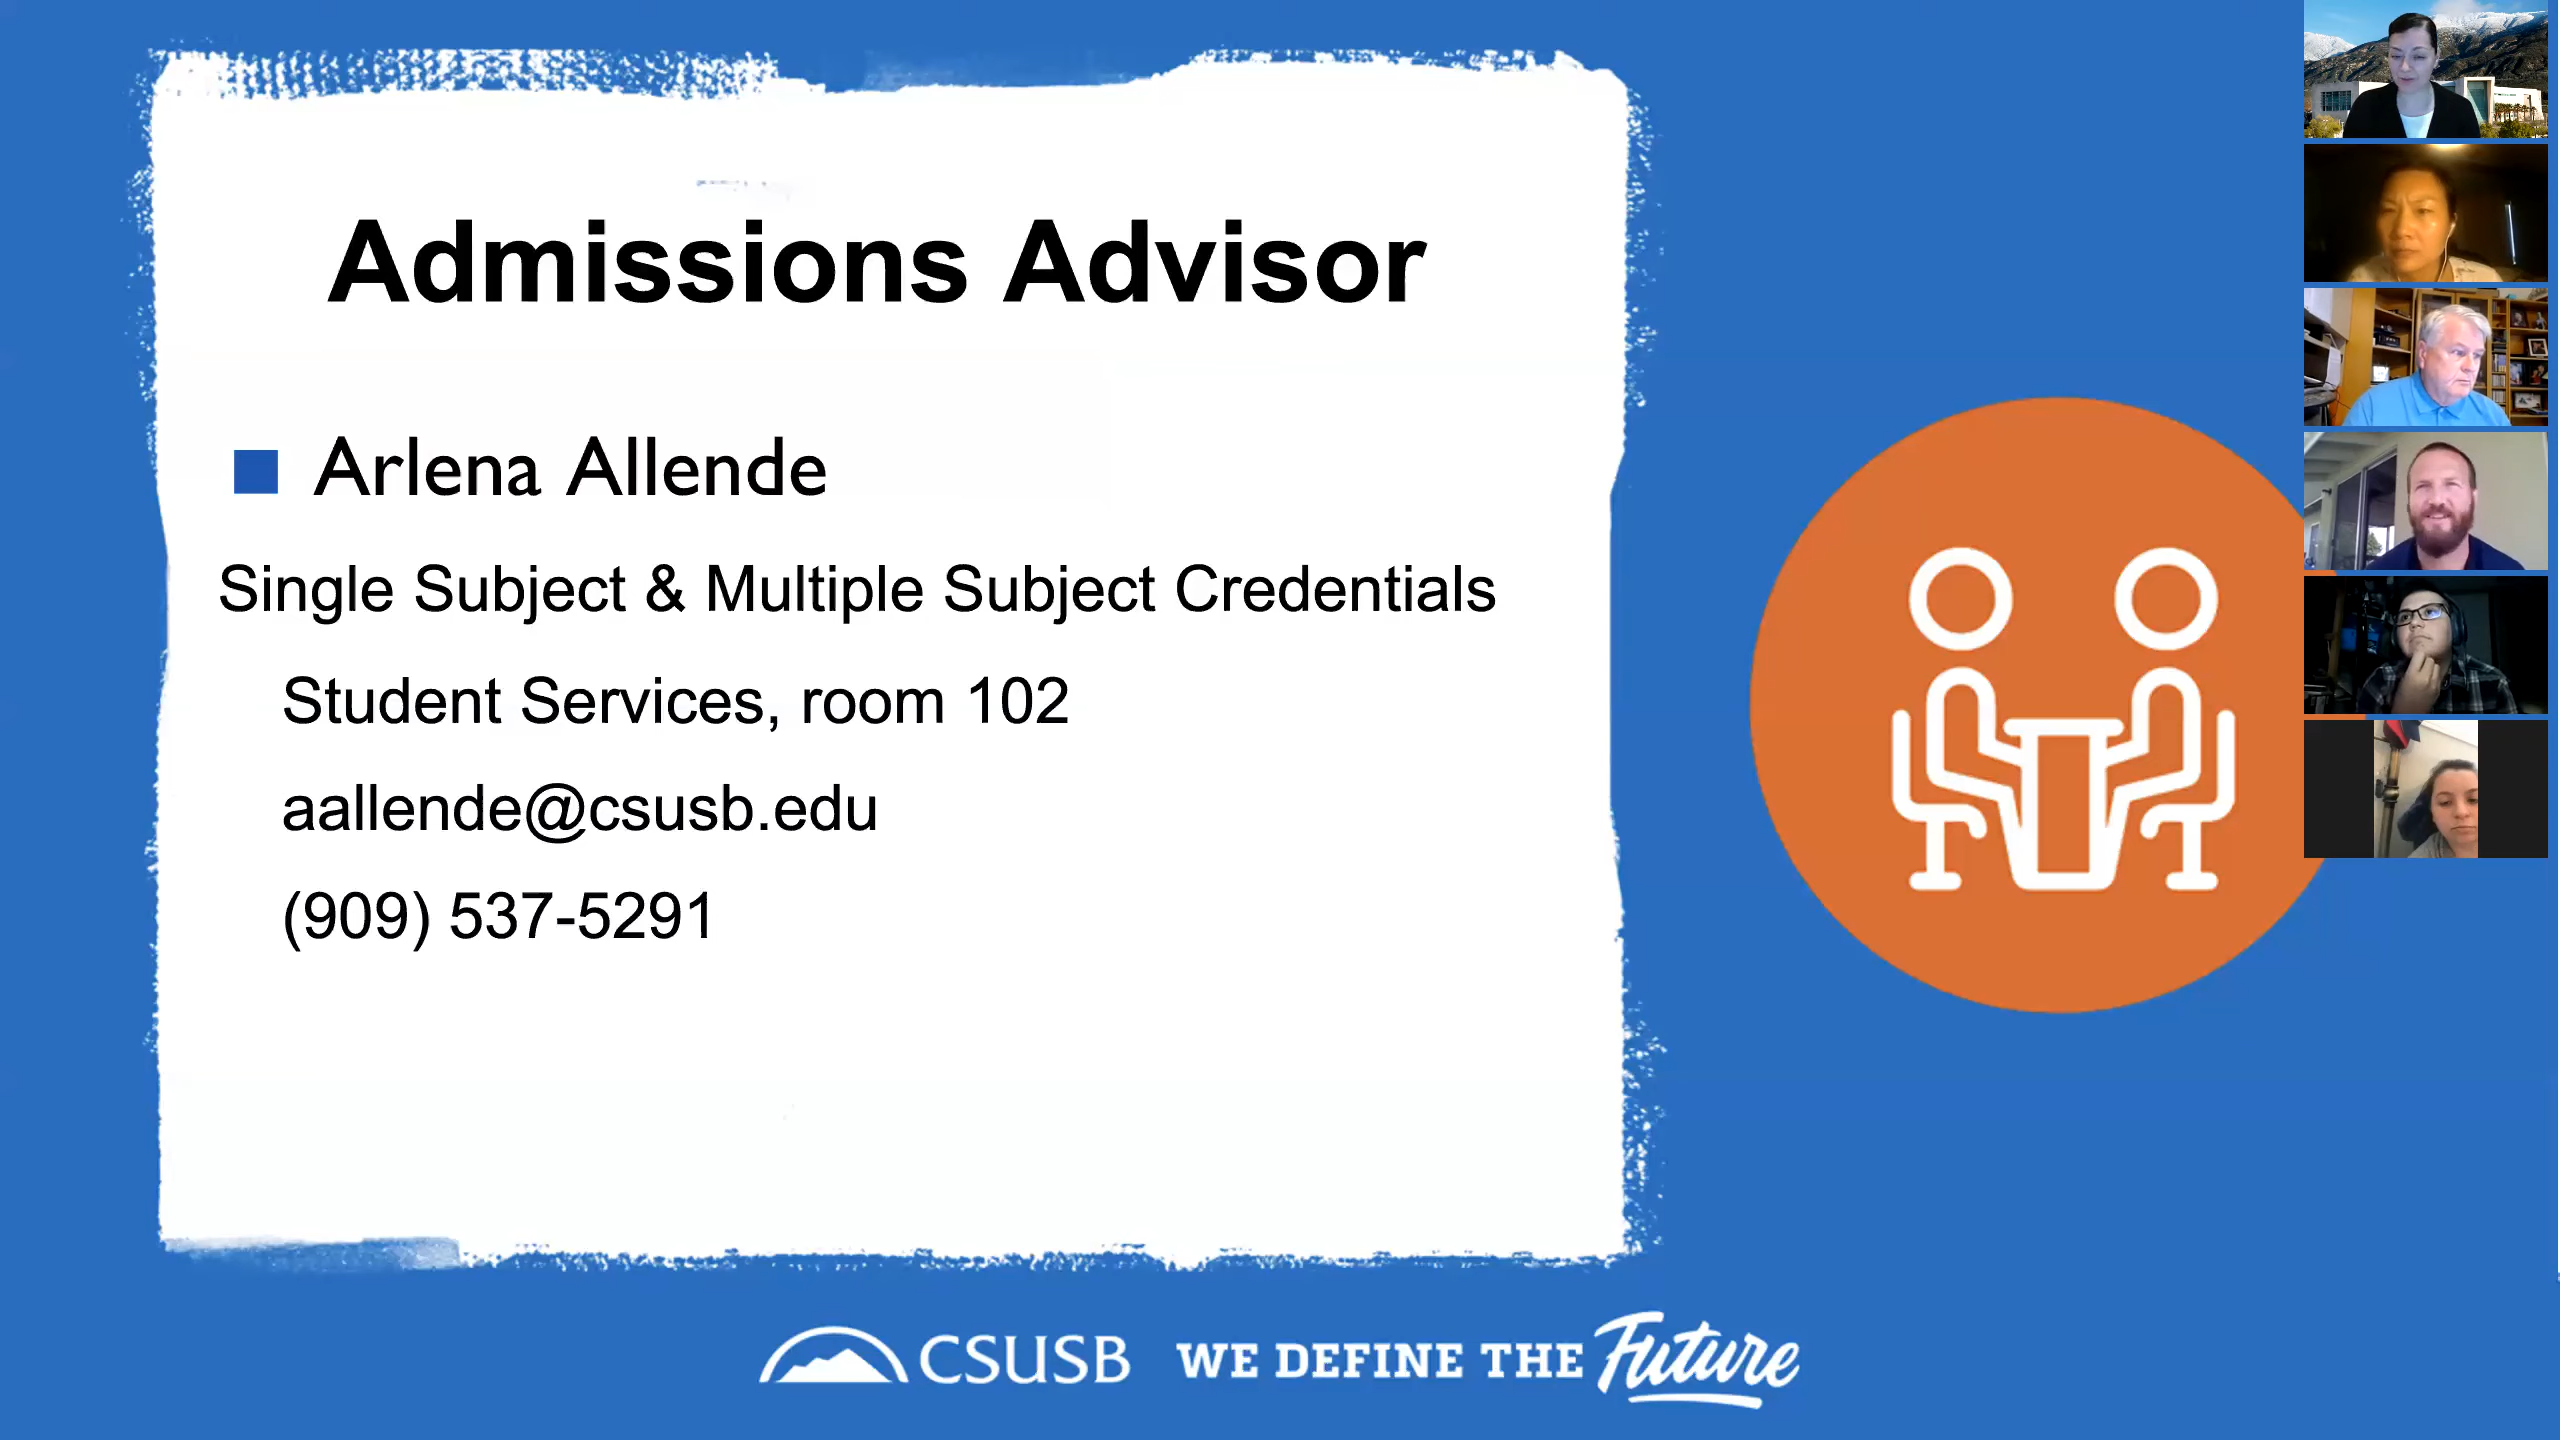 Admissions Advisor
Arlena Allende
Single Subject & Multiple Subject Credentials
Student Services, room 102
aallende@csusb.edu
(909) 537-5291
CSUSB WE DEFINE THE Future